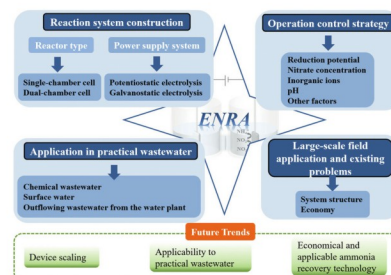 Reaction system construction
Reactor type
Power supply system
Single-chamber cell
Dual-chamber cell
Potentiostatic electrolysis
Galvanostatic electrolysis
Operation control strategy
Reduction potential
Nitrate concentration
Inorganic ions
pH
Other factors
ENRA
Application in practical wastewater
Chemical wastewater
Surface water
Outflowing wastewater from the water plant
Large-scale field
application and existing
problems
System structure
Economy
Future Trends
Device scaling
Applicability to
practical wastewater
Economical and
applicable ammonia
recovery technology